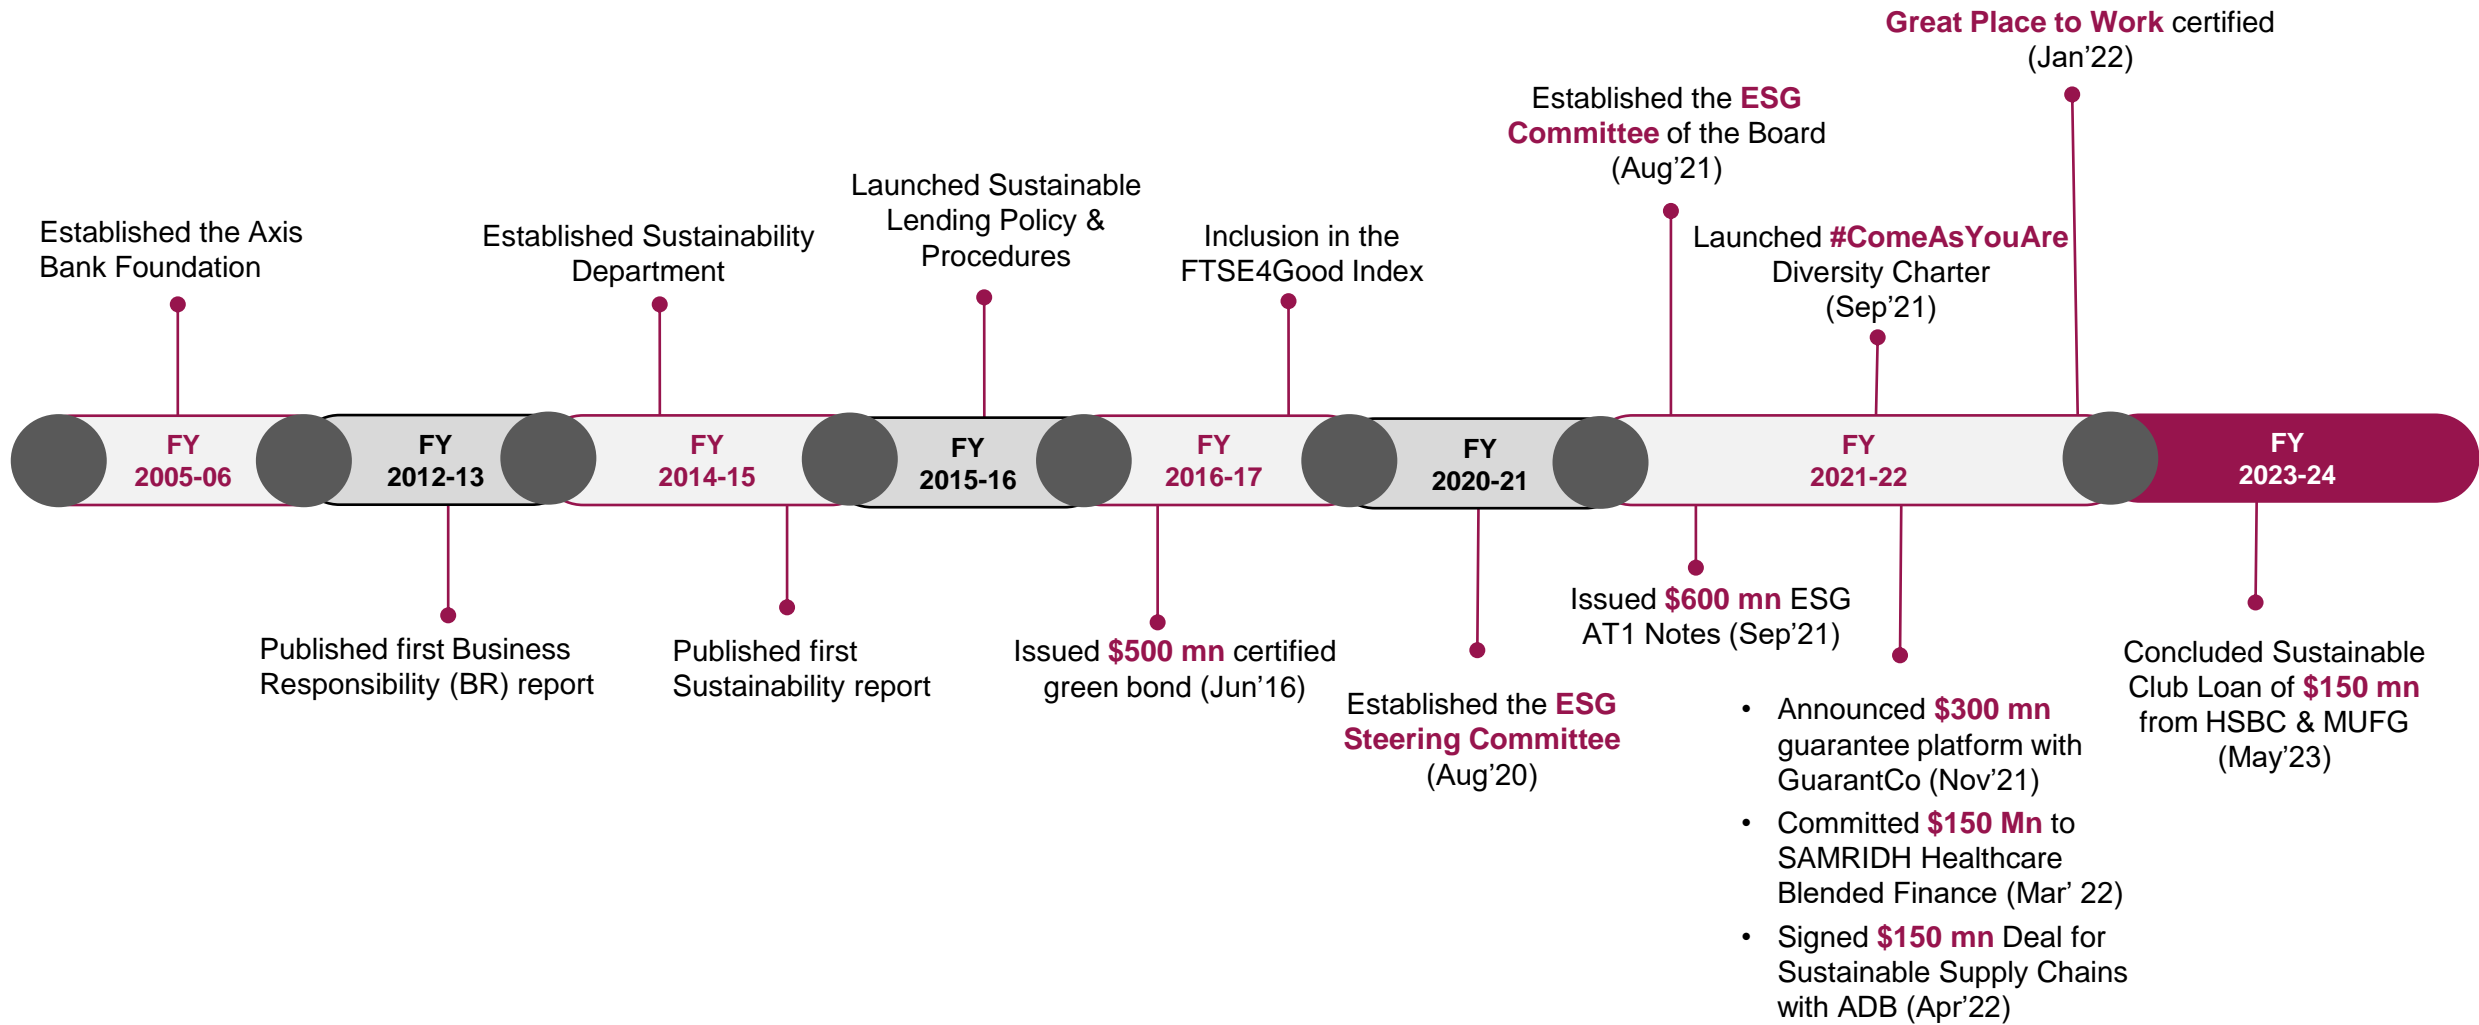 Great Place to Work certified
(Jan’22)
Established the ESG
Committee of the Board
(Aug’21)
Launched Sustainable
Lending Policy &
Procedures
Established the Axis
Bank Foundation
Established Sustainability
Department
Inclusion in the
FTSE4Good Index
Launched #ComeAsYouAre
Diversity Charter
(Sep’21)
FY
2005-06
FY
2012-13
FY
2014-15
FY
2015-16
FY
2016-17
FY
2020-21
FY
2021-22
FY
2023-24
Published first Business
Responsibility (BR) report
Published first
Sustainability report
Issued $500 mn certified
green bond (Jun’16)
Established the ESG
Steering Committee
(Aug’20)
Issued $600 mn ESG
AT1 Notes (Sep’21)
• Announced $300 mn
guarantee platform with
GuarantCo (Nov’21)
• Committed $150 Mn to
SAMRIDH Healthcare
Blended Finance (Mar’ 22)
• Signed $150 mn Deal for
Sustainable Supply Chains
with ADB (Apr’22)
Concluded Sustainable
Club Loan of $150 mn
from HSBC & MUFG
(May’23)